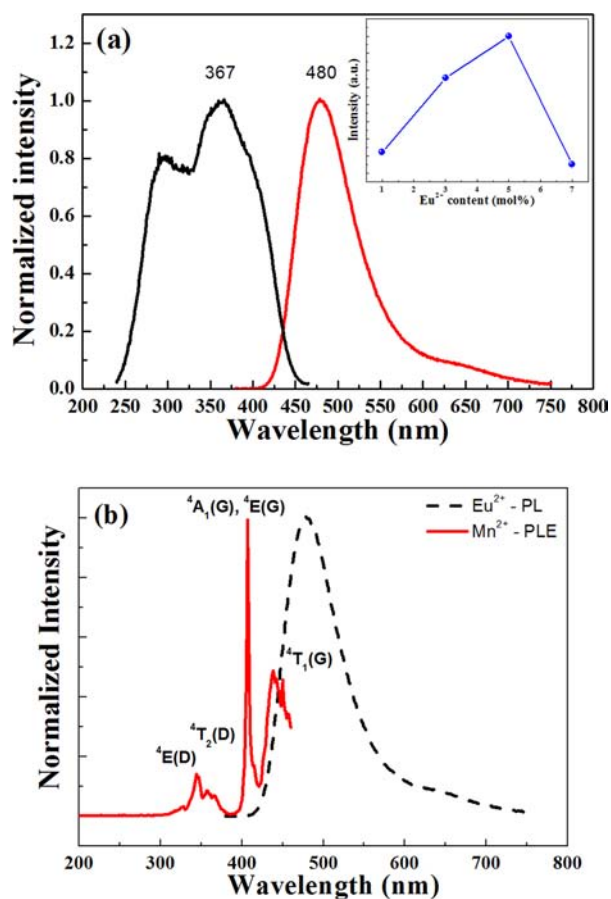 (a)
367
480
Normalized intensity
1.2
1.0
0.8
0.6
0.4
0.2
0.0
200 250 300 350 400 450 500 550 600 650 700 750 800
Wavelength (nm)
Intensity (a.u.)
1 2 3 4 5 6 7
Eu²⁺ content (mol%)
(b)
⁴A₁(G), ⁴E(G)
Eu²⁺ - PL
Mn²⁺ - PLE
⁴T₁(G)
⁴T₂(D)
⁴E(D)
Normalized Intensity
200 300 400 500 600 700 800
Wavelength (nm)